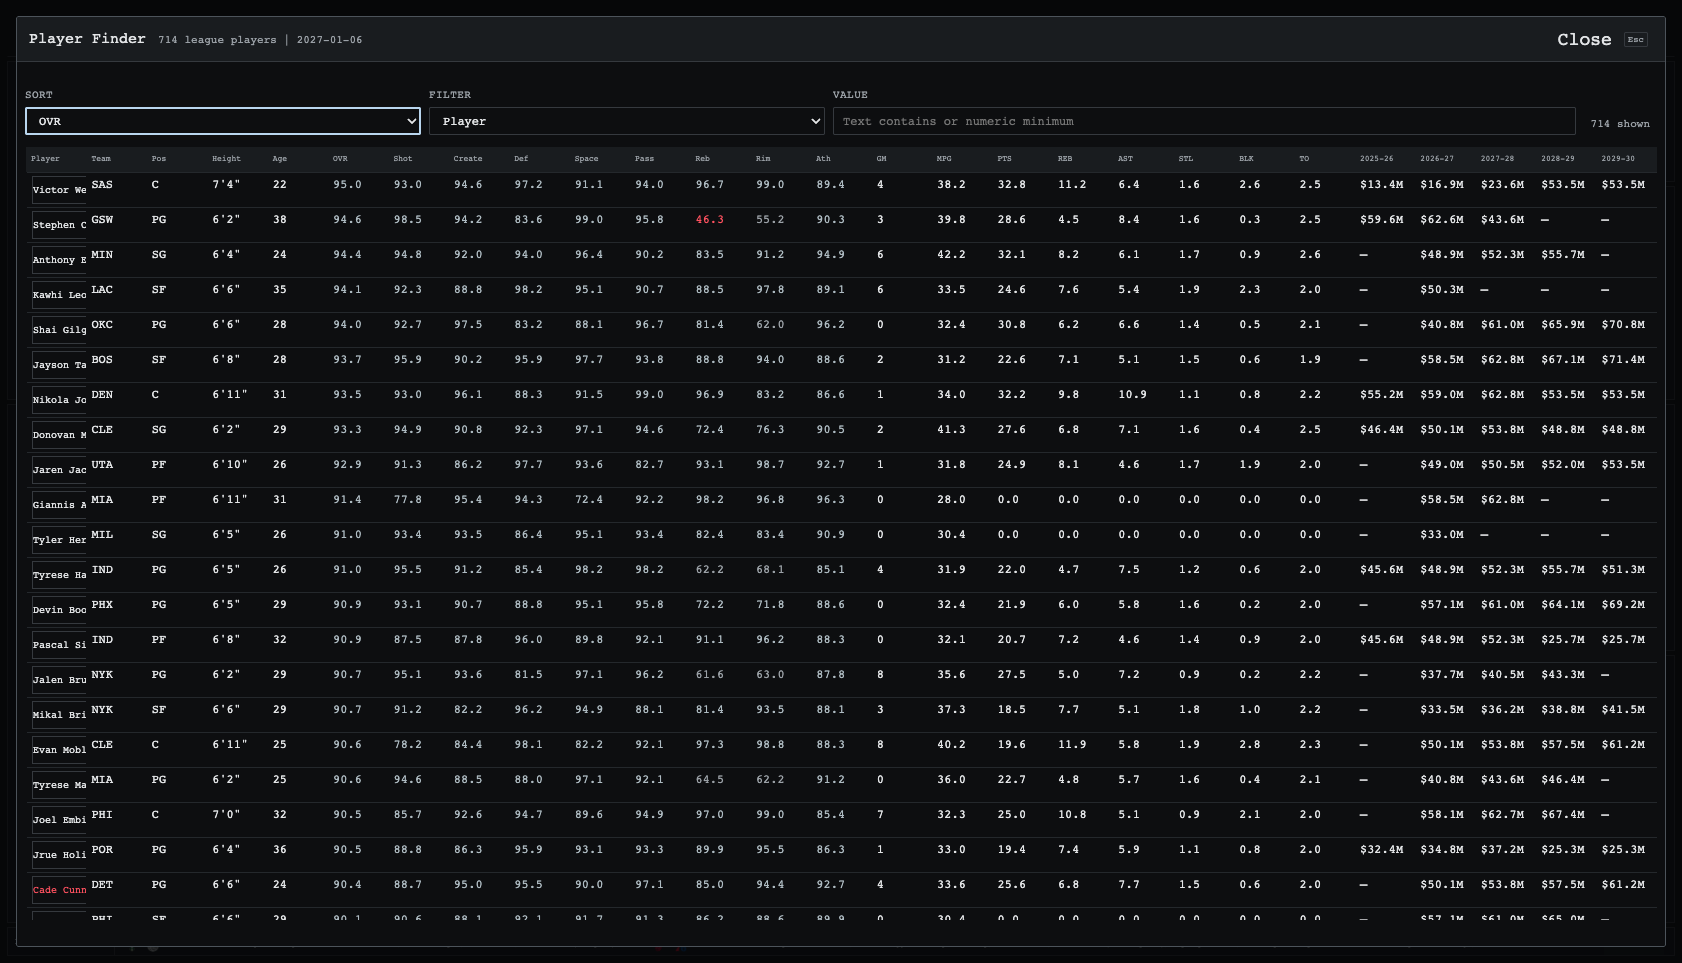 Player Finder 714 league players | 2027-01-06 Close Esc
SORT FILTER VALUE
OVR Player Text contains or numeric minimum 714 shown
Player Team Pos Height Age OVR Shot Create Def Space Pass Reb Rim Ath GM MPG PTS REB AST STL BLK TO 2025-26 2026-27 2027-28 2028-29 2029-30
Victor We SAS C 7'4" 22 95.0 93.0 94.6 97.2 91.1 94.0 96.7 99.0 89.4 4 38.2 32.8 11.2 6.4 1.6 2.6 2.5 $13.4M $16.9M $23.6M $53.5M $53.5M
Stephen C GSW PG 6'2" 38 94.6 98.5 94.2 83.6 99.0 95.8 46.3 55.2 90.3 3 39.8 28.6 4.5 8.4 1.6 0.3 2.5 $59.6M $62.6M $43.6M — —
Anthony E MIN SG 6'4" 24 94.4 94.8 92.0 94.0 96.4 90.2 83.5 91.2 94.9 6 42.2 32.1 8.2 6.1 1.7 0.9 2.6 — $48.9M $52.3M $55.7M —
Kawhi Leo LAC SF 6'6" 35 94.1 92.3 88.8 98.2 95.1 90.7 88.5 97.8 89.1 6 33.5 24.6 7.6 5.4 1.9 2.3 2.0 — $50.3M — — —
Shai Gilg OKC PG 6'6" 28 94.0 92.7 97.5 83.2 88.1 96.7 81.4 62.0 96.2 0 32.4 30.8 6.2 6.6 1.4 0.5 2.1 — $40.8M $61.0M $65.9M $70.8M
Jayson Ta BOS SF 6'8" 28 93.7 95.9 90.2 95.9 97.7 93.8 88.8 94.0 88.6 2 31.2 22.6 7.1 5.1 1.5 0.6 1.9 — $58.5M $62.8M $67.1M $71.4M
Nikola Jo DEN C 6'11" 31 93.5 93.0 96.1 88.3 91.5 99.0 96.9 83.2 86.6 1 34.0 32.2 9.8 10.9 1.1 0.8 2.2 $55.2M $59.0M $62.8M $53.5M $53.5M
Donovan M CLE SG 6'2" 29 93.3 94.9 90.8 92.3 97.1 94.6 72.4 76.3 90.5 2 41.3 27.6 6.8 7.1 1.6 0.4 2.5 $46.4M $50.1M $53.8M $48.8M $48.8M
Jaren Jac UTA PF 6'10" 26 92.9 91.3 86.2 97.7 93.6 82.7 93.1 98.7 92.7 1 31.8 24.9 8.1 4.6 1.7 1.9 2.0 — $49.0M $50.5M $52.0M $53.5M
Giannis A MIA PF 6'11" 31 91.4 77.8 95.4 94.3 72.4 92.2 98.2 96.8 96.3 0 28.0 0.0 0.0 0.0 0.0 0.0 0.0 — $58.5M $62.8M — —
Tyler Her MIL SG 6'5" 26 91.0 93.4 93.5 86.4 95.1 93.4 82.4 83.4 90.9 0 30.4 0.0 0.0 0.0 0.0 0.0 0.0 — $33.0M — — —
Tyrese Ha IND PG 6'5" 26 91.0 95.5 91.2 85.4 98.2 98.2 62.2 68.1 85.1 4 31.9 22.0 4.7 7.5 1.2 0.6 2.0 $45.6M $48.9M $52.3M $55.7M $51.3M
Devin Boo PHX PG 6'5" 29 90.9 93.1 90.7 88.8 95.1 95.8 72.2 71.8 88.6 0 32.4 21.9 6.0 5.8 1.6 0.2 2.0 — $57.1M $61.0M $64.1M $69.2M
Pascal Si IND PF 6'8" 32 90.9 87.5 87.8 96.0 89.8 92.1 91.1 96.2 88.3 0 32.1 20.7 7.2 4.6 1.4 0.9 2.0 $45.6M $48.9M $52.3M $25.7M $25.7M
Jalen Bru NYK PG 6'2" 29 90.7 95.1 93.6 81.5 97.1 96.2 61.6 63.0 87.8 8 35.6 27.5 5.0 7.2 0.9 0.2 2.2 — $37.7M $40.5M $43.3M —
Mikal Bri NYK SF 6'6" 29 90.7 91.2 82.2 96.2 94.9 88.1 81.4 93.5 88.1 3 37.3 18.5 7.7 5.1 1.8 1.0 2.2 — $33.5M $36.2M $38.8M $41.5M
Evan Mobl CLE C 6'11" 25 90.6 78.2 84.4 98.1 82.2 92.1 97.3 98.8 88.3 8 40.2 19.6 11.9 5.8 1.9 2.8 2.3 — $50.1M $53.8M $57.5M $61.2M
Tyrese Ma MIA PG 6'2" 25 90.6 94.6 88.5 88.0 97.1 92.1 64.5 62.2 91.2 0 36.0 22.7 4.8 5.7 1.6 0.4 2.1 — $40.8M $43.6M $46.4M —
Joel Embi PHI C 7'0" 32 90.5 85.7 92.6 94.7 89.6 94.9 97.0 99.0 85.4 7 32.3 25.0 10.8 5.1 0.9 2.1 2.0 — $58.1M $62.7M $67.4M —
Jrue Holi POR PG 6'4" 36 90.5 88.8 86.3 95.9 93.1 93.3 89.9 95.5 86.3 1 33.0 19.4 7.4 5.9 1.1 0.8 2.0 $32.4M $34.8M $37.2M $25.3M $25.3M
Cade Cunn DET PG 6'6" 24 90.4 88.7 95.0 95.5 90.0 97.1 85.0 94.4 92.7 4 33.6 25.6 6.8 7.7 1.5 0.6 2.0 — $50.1M $53.8M $57.5M $61.2M
PHI SF 6'6" 29 90.1 90.6 88.1 92.1 91.7 91.3 86.2 88.6 89.9 0 30.4 0.0 0.0 0.0 0.0 0.0 0.0 — $57.1M $61.0M $65.0M —